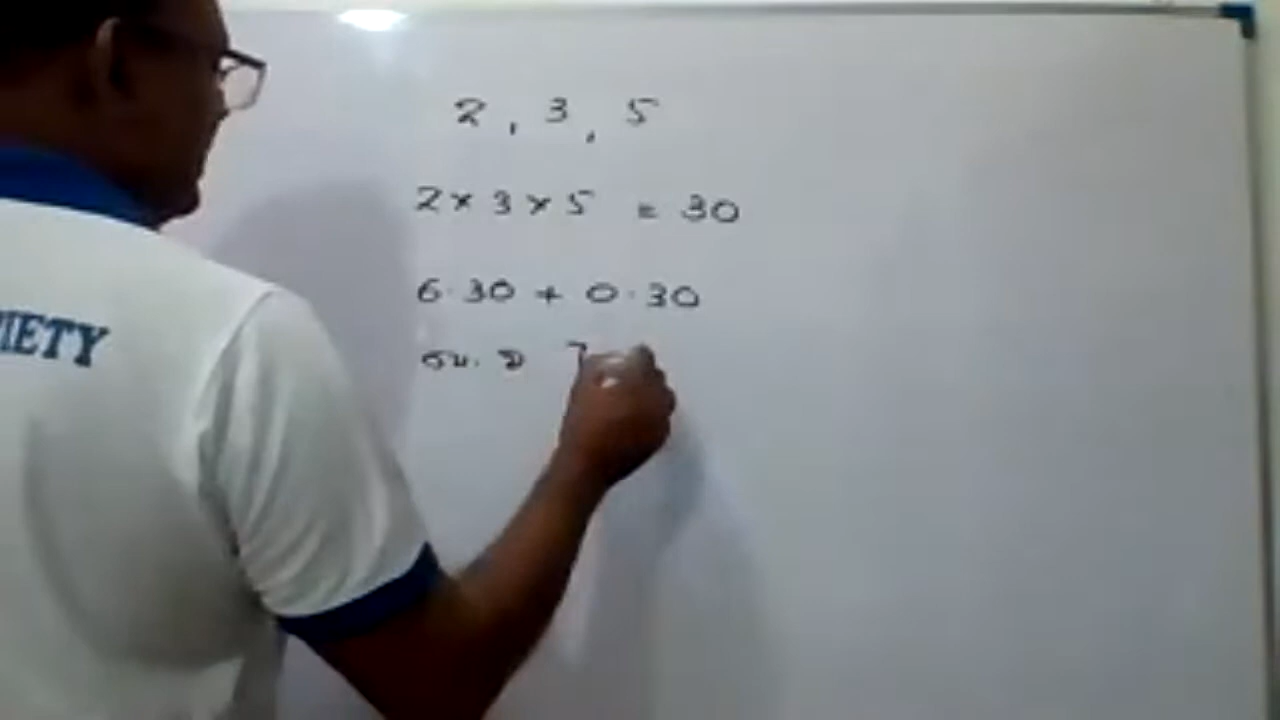 IETY
2, 3, 5
2 × 3 × 5 = 30
6.30 + 0.30